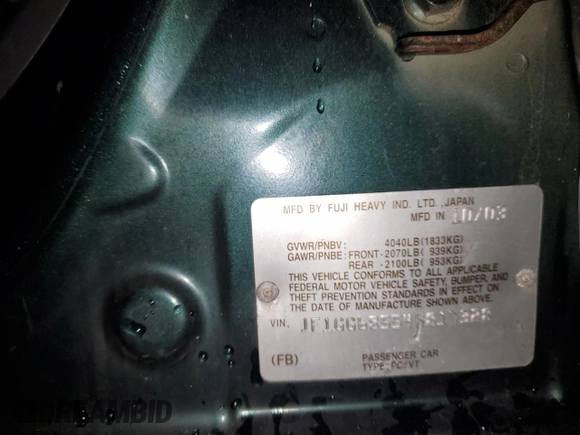 MFD BY FUJI HEAVY IND. LTD., JAPAN
MFD IN 10/03
GVWR/PNBV: 4040LB(1833KG)
GAWR/PNBE: FRONT-2070LB( 939KG)
REAR -2100LB( 953KG)
THIS VEHICLE CONFORMS TO ALL APPLICABLE
FEDERAL MOTOR VEHICLE SAFETY, BUMPER, AND
THEFT PREVENTION STANDARDS IN EFFECT ON
THE DATE OF MANUFACTURE SHOWN ABOVE.
VIN.
(FB) PASSENGER CAR
TYPE:PC/VT